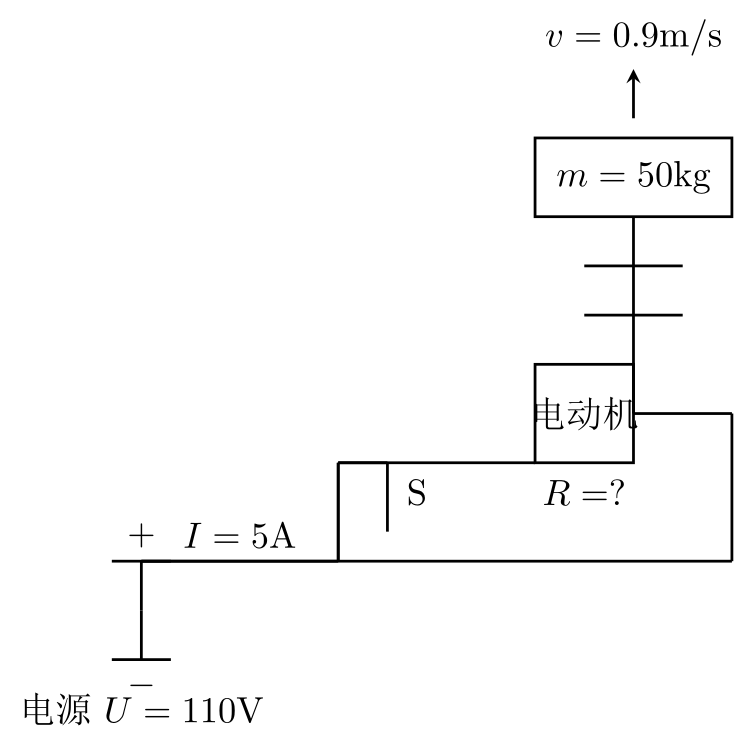 v = 0.9m/s
m = 50kg
电动机
S
R =?
+
I = 5A
−
电源 U = 110V